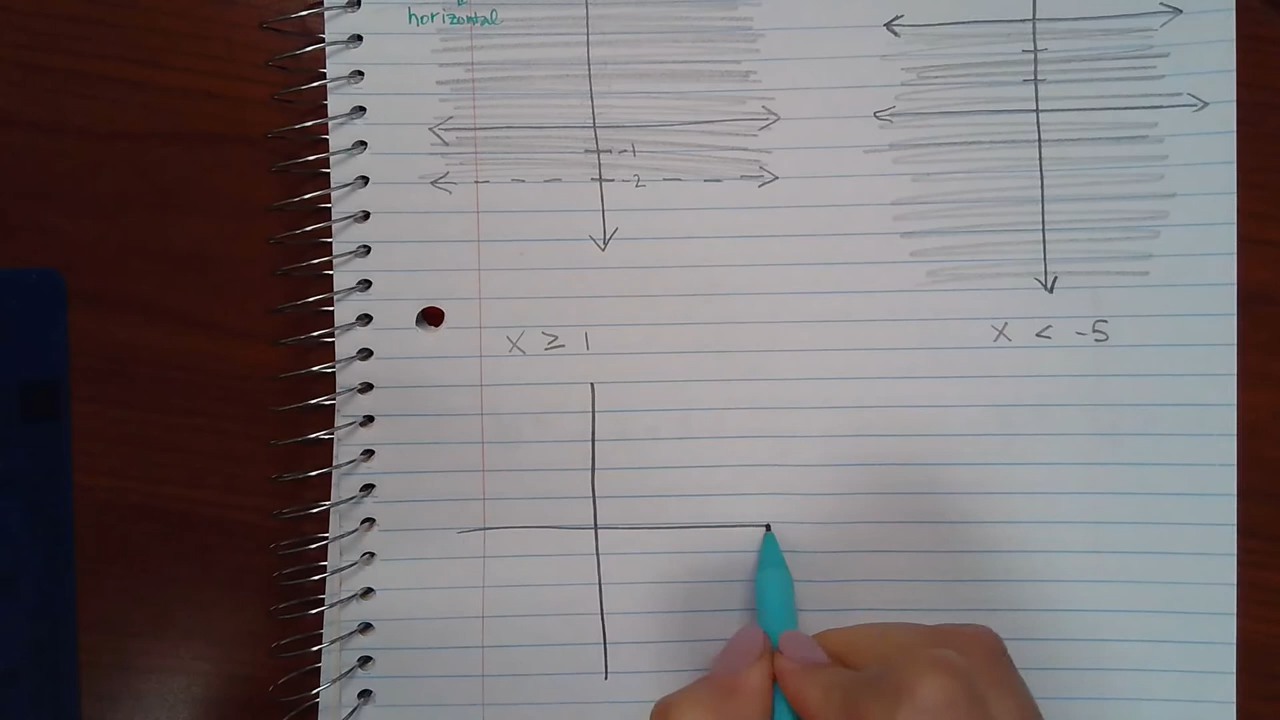 horizontal
-1
-2
x ≥ 1
x < -5